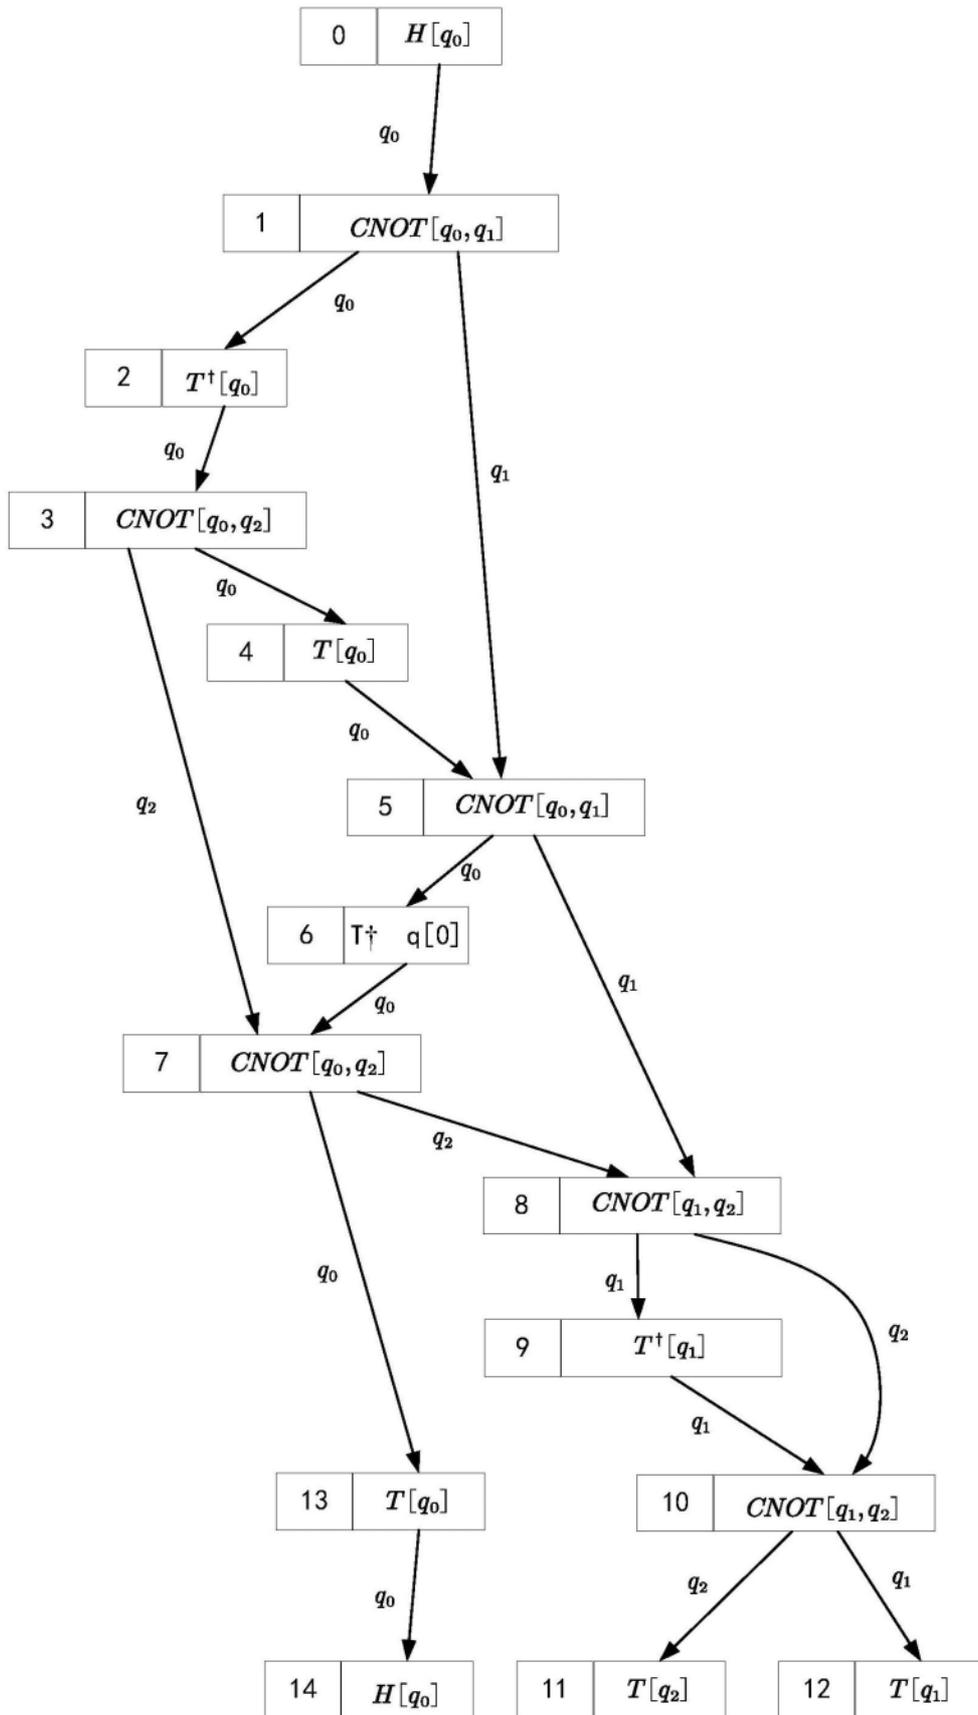 0 H[q₀]
q₀
1 CNOT[q₀,q₁]
q₀
2 T†[q₀]
q₀
q₁
3 CNOT[q₀,q₂]
q₀
4 T[q₀]
q₀
q₂
5 CNOT[q₀,q₁]
q₀
6 T† q[0]
q₁
q₀
7 CNOT[q₀,q₂]
q₂
8 CNOT[q₁,q₂]
q₀
q₁
q₂
9 T†[q₁]
q₁
13 T[q₀]
10 CNOT[q₁,q₂]
q₀
q₂
q₁
14 H[q₀]
11 T[q₂]
12 T[q₁]